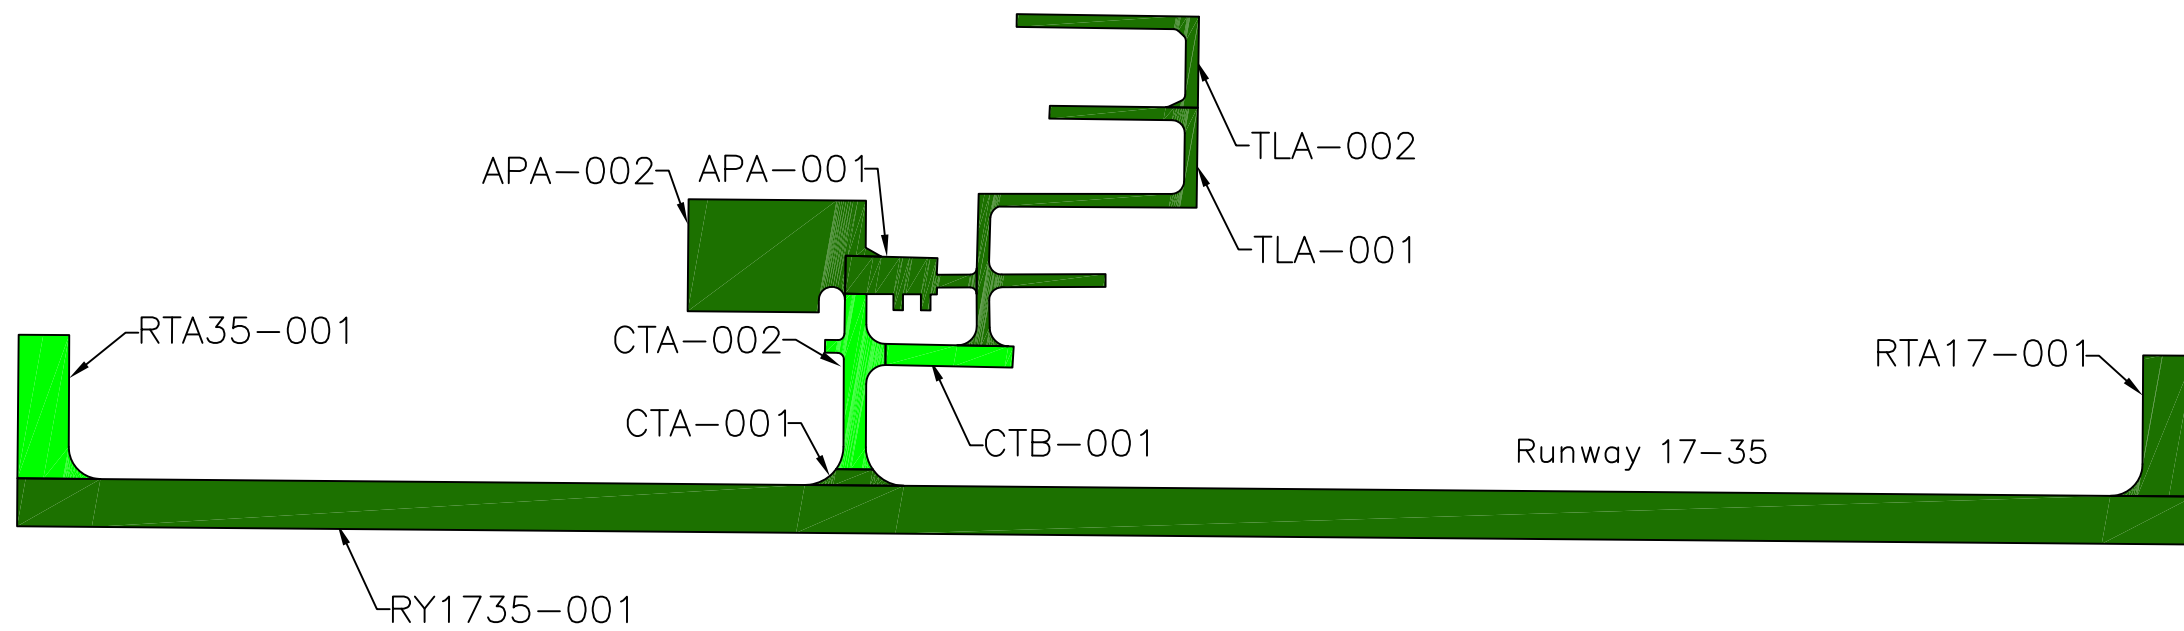 TLA-002
APA-002
APA-001
TLA-001
RTA35-001
CTA-002
RTA17-001
CTA-001
CTB-001
Runway 17-35
RY1735-001